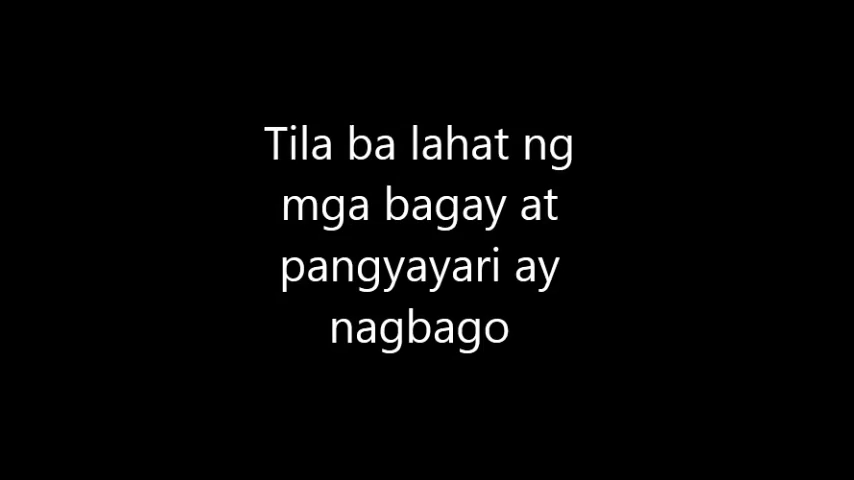 Tila ba lahat ng
mga bagay at
pangyayari ay
nagbago